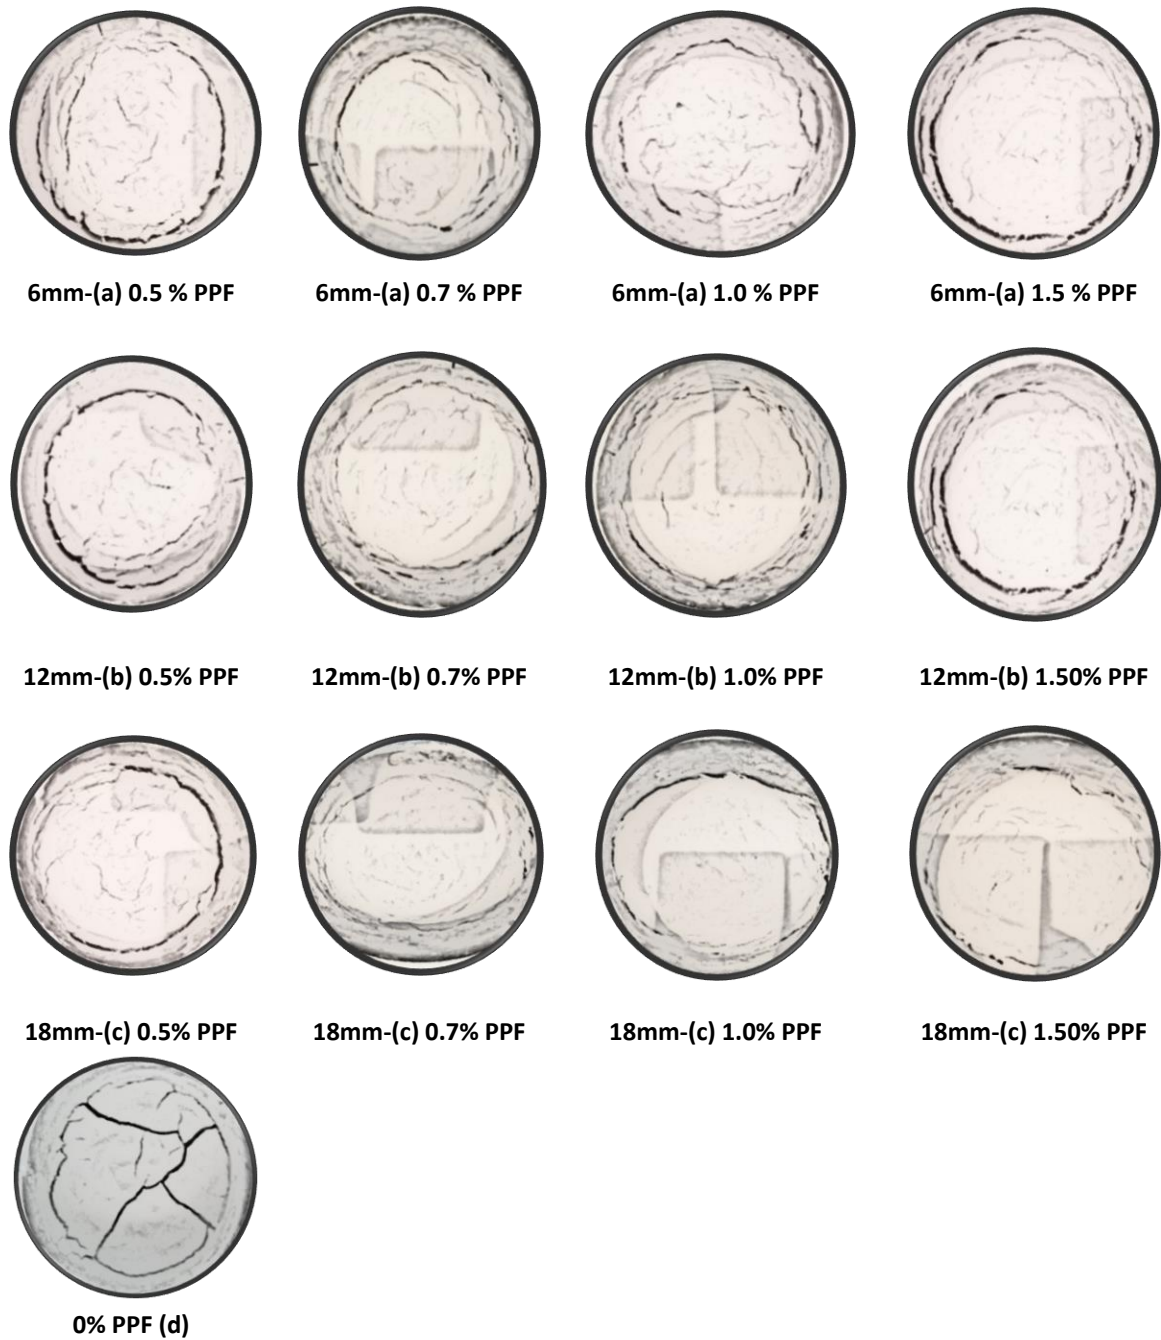 6mm-(a) 0.5 % PPF
6mm-(a) 0.7 % PPF
6mm-(a) 1.0 % PPF
6mm-(a) 1.5 % PPF
12mm-(b) 0.5% PPF
12mm-(b) 0.7% PPF
12mm-(b) 1.0% PPF
12mm-(b) 1.50% PPF
18mm-(c) 0.5% PPF
18mm-(c) 0.7% PPF
18mm-(c) 1.0% PPF
18mm-(c) 1.50% PPF
0% PPF (d)